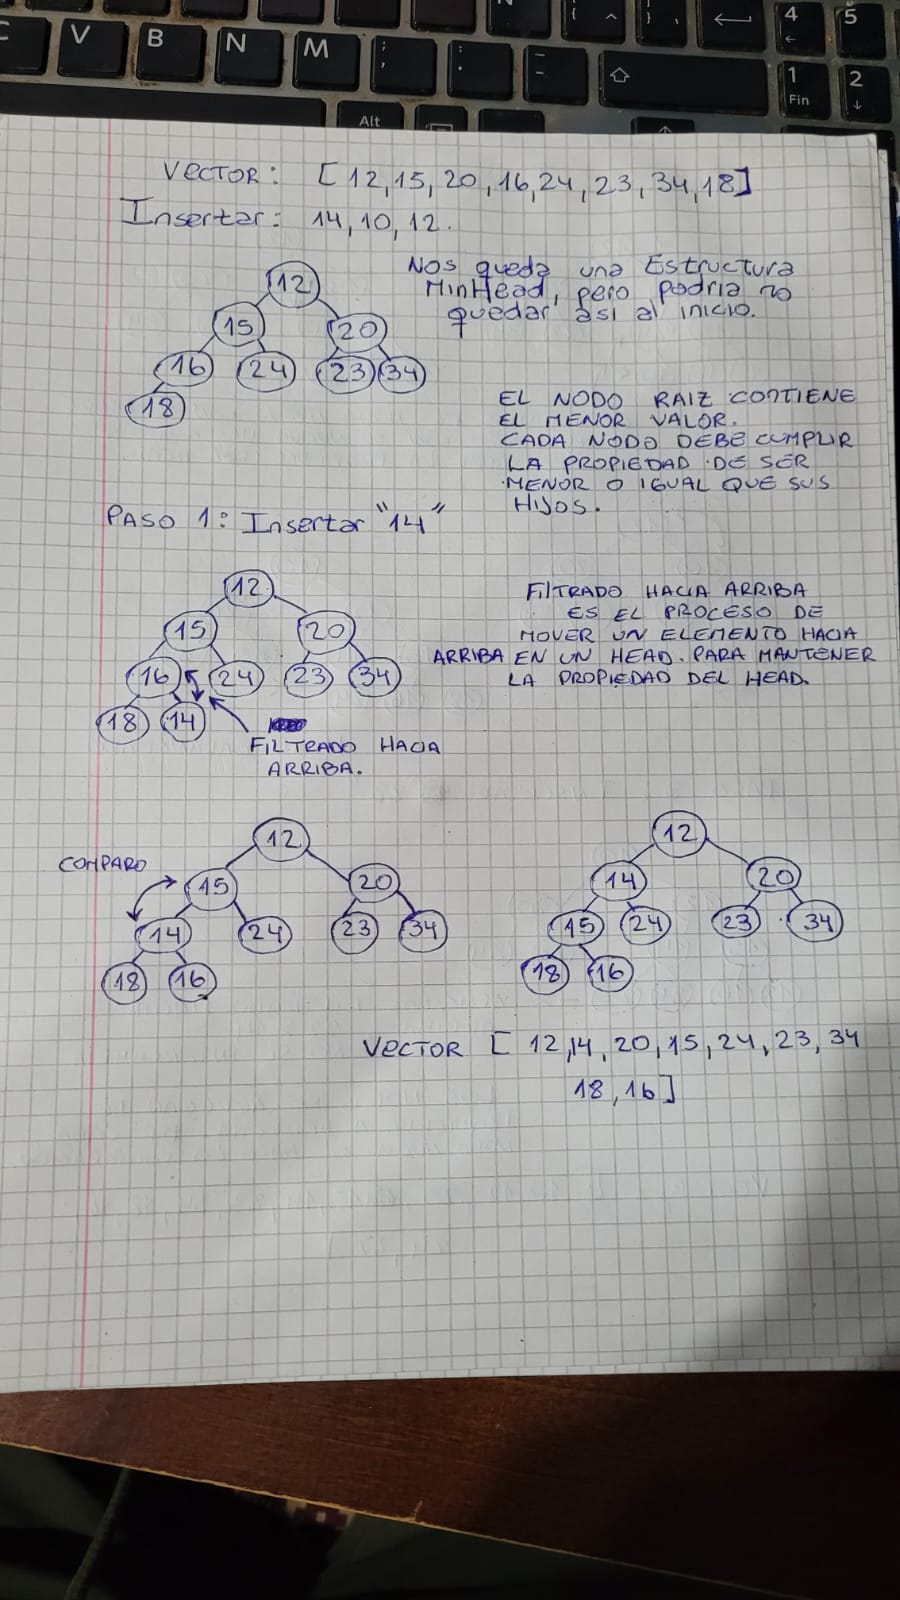 C V B N M ; , : . - _
{ ^ } ` ← 4 ← 5
1 Fin 2 ↓
Alt
Vector: [ 12, 15, 20, 16, 24, 23, 34, 18]
Insertar: 14, 10, 12.
Nos queda una Estructura
MinHead, pero podria no
quedar asi al inicio.
12
15 20
16 24 23 34
18
EL NODO RAIZ CONTIENE
EL MENOR VALOR.
CADA NODO DEBE CUMPLIR
LA PROPIEDAD DE SER
MENOR O IGUAL QUE SUS
HIJOS.
PASO 1: Insertar "14"
12
15 20
16 24 23 34
18 14
FILTRADO HACIA
ARRIBA.
FILTRADO HACIA ARRIBA
ES EL PROCESO DE
MOVER UN ELEMENTO HACIA
ARRIBA EN UN HEAD. PARA MANTENER
LA PROPIEDAD DEL HEAD.
COMPARO
12
15 20
14 24 23 34
18 16
12
14 20
15 24 23 34
18 16
Vector [ 12, 14, 20, 15, 24, 23, 34
18, 16]